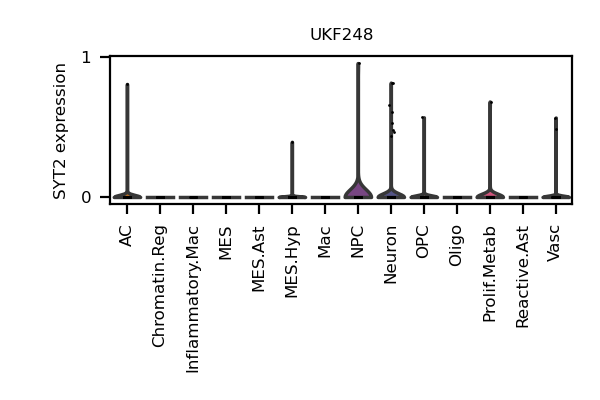 UKF248
SYT2 expression
1
0
AC
Chromatin.Reg
Inflammatory.Mac
MES
MES.Ast
MES.Hyp
Mac
NPC
Neuron
OPC
Oligo
Prolif.Metab
Reactive.Ast
Vasc